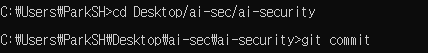 C:₩Users₩ParkSH>cd Desktop/ai-sec/ai-security
C:₩Users₩ParkSH₩Desktop₩ai-sec₩ai-security>git commit